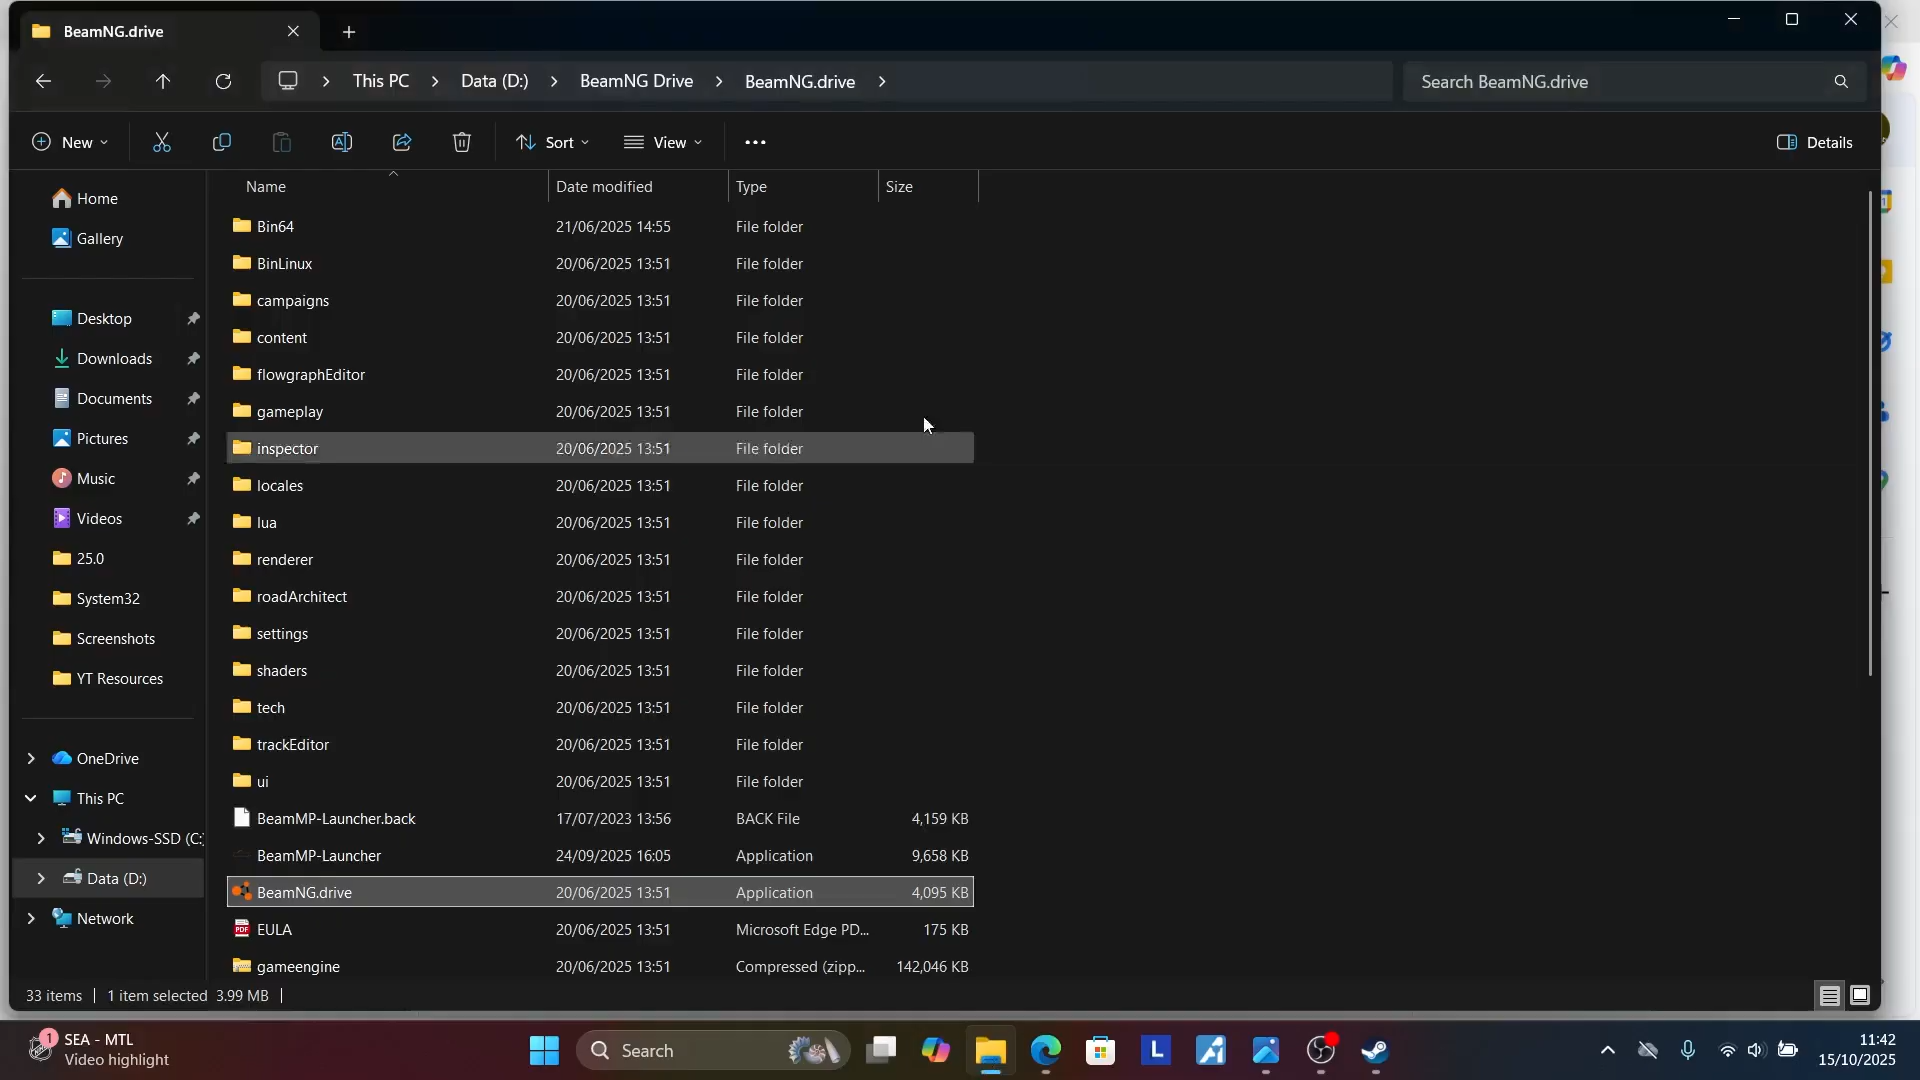 BeamNG.drive
This PC
Data (D:)
BeamNG Drive
BeamNG.drive
Search BeamNG.drive
New
Sort
View
Details
Home
Gallery
Desktop
Downloads
Documents
Pictures
Music
Videos
25.0
System32
Screenshots
YT Resources
OneDrive
This PC
Windows-SSD (C:)
Data (D:)
Network
Name Date modified Type Size
Bin64 21/06/2025 14:55 File folder
BinLinux 20/06/2025 13:51 File folder
campaigns 20/06/2025 13:51 File folder
content 20/06/2025 13:51 File folder
flowgraphEditor 20/06/2025 13:51 File folder
gameplay 20/06/2025 13:51 File folder
inspector 20/06/2025 13:51 File folder
locales 20/06/2025 13:51 File folder
lua 20/06/2025 13:51 File folder
renderer 20/06/2025 13:51 File folder
roadArchitect 20/06/2025 13:51 File folder
settings 20/06/2025 13:51 File folder
shaders 20/06/2025 13:51 File folder
tech 20/06/2025 13:51 File folder
trackEditor 20/06/2025 13:51 File folder
ui 20/06/2025 13:51 File folder
BeamMP-Launcher.back 17/07/2023 13:56 BACK File 4,159 KB
BeamMP-Launcher 24/09/2025 16:05 Application 9,658 KB
BeamNG.drive 20/06/2025 13:51 Application 4,095 KB
EULA 20/06/2025 13:51 Microsoft Edge PD... 175 KB
gameengine 20/06/2025 13:51 Compressed (zipp... 142,046 KB
33 items 1 item selected 3.99 MB
1
SEA - MTL
Video highlight
Search
L
11:42
15/10/2025